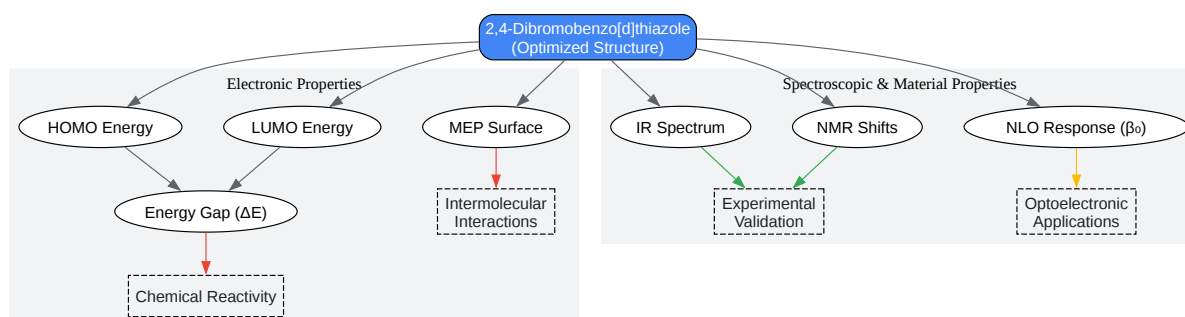 2,4-Dibromobenzo[d]thiazole
(Optimized Structure)
Electronic Properties
Spectroscopic & Material Properties
HOMO Energy
LUMO Energy
MEP Surface
IR Spectrum
NMR Shifts
NLO Response (β₀)
Energy Gap (ΔE)
Intermolecular
Interactions
Experimental
Validation
Optoelectronic
Applications
Chemical Reactivity